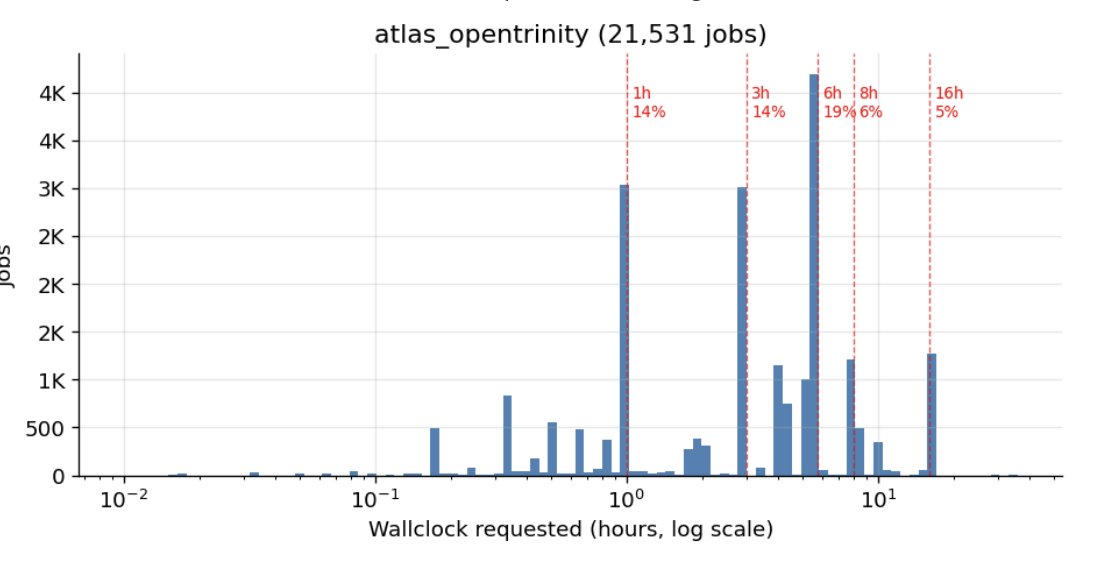 atlas_opentrinity (21,531 jobs)
4K
4K
3K
2K
2K
2K
1K
500
0
jobs
1h
14%
3h
14%
6h
19%
8h
6%
16h
5%
10⁻²
10⁻¹
10⁰
10¹
Wallclock requested (hours, log scale)